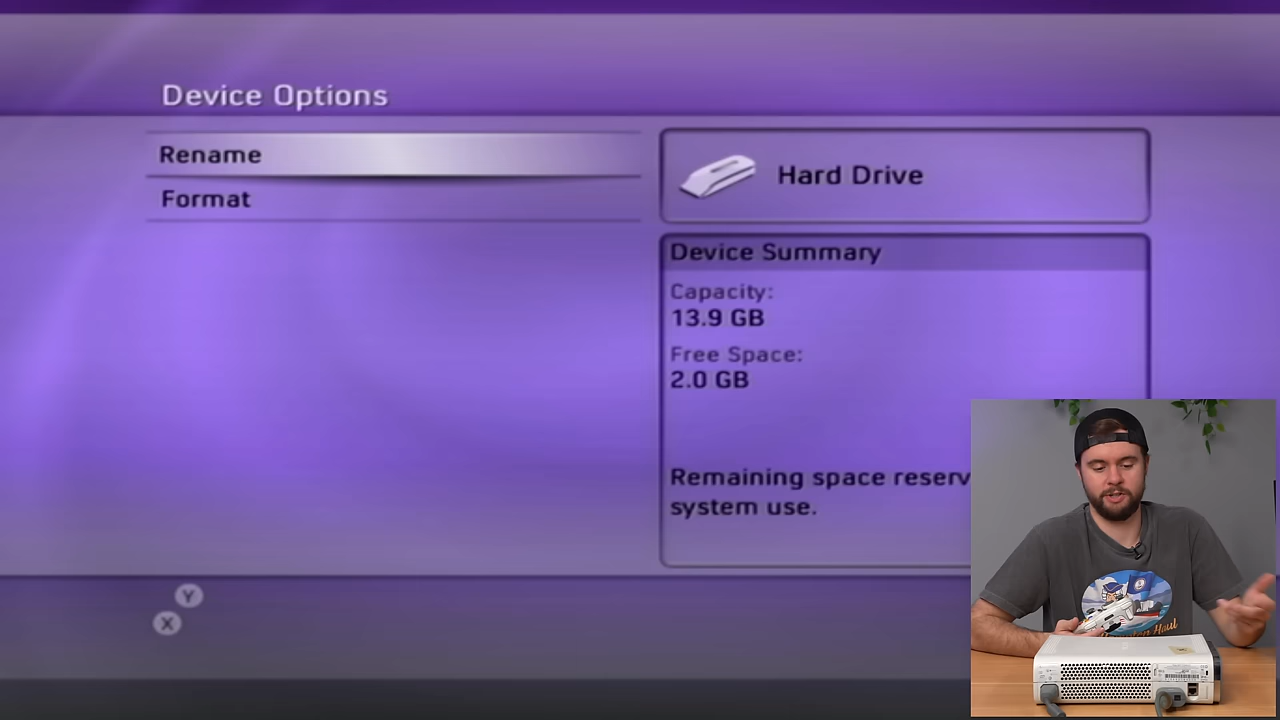 Device Options
Rename
Format
Hard Drive
Device Summary
Capacity:
13.9 GB
Free Space:
2.0 GB
Remaining space reserv
system use.
Y
X